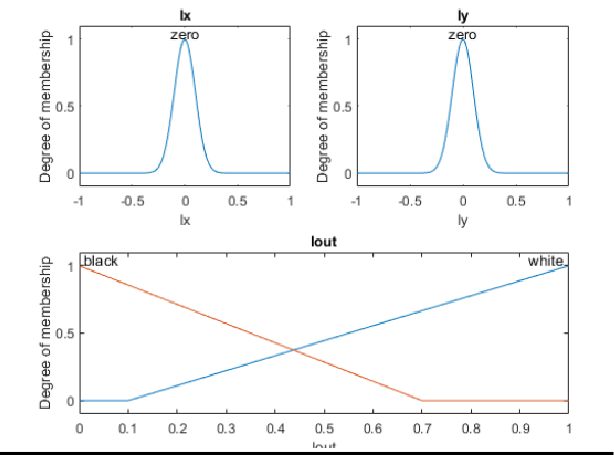 Ix
zero
Degree of membership
1
0.5
0
-1 -0.5 0 0.5 1
Ix
Iy
zero
Degree of membership
1
0.5
0
-1 -0.5 0 0.5 1
Iy
Iout
black white
Degree of membership
1
0.5
0
0 0.1 0.2 0.3 0.4 0.5 0.6 0.7 0.8 0.9 1
Iout